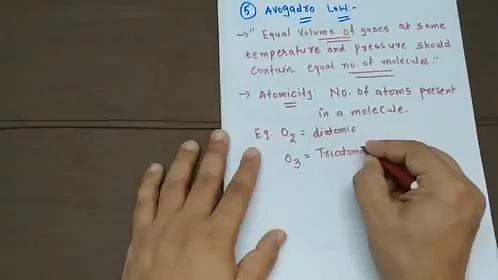 ⑤ Avogadro Law:-
→ "Equal Volume of gases at same
temperature and pressure should
contain equal no. of molecules."
→ Atomicity: No. of atoms present
in a molecule.
Eg: O₂ = diatomic
O₃ =